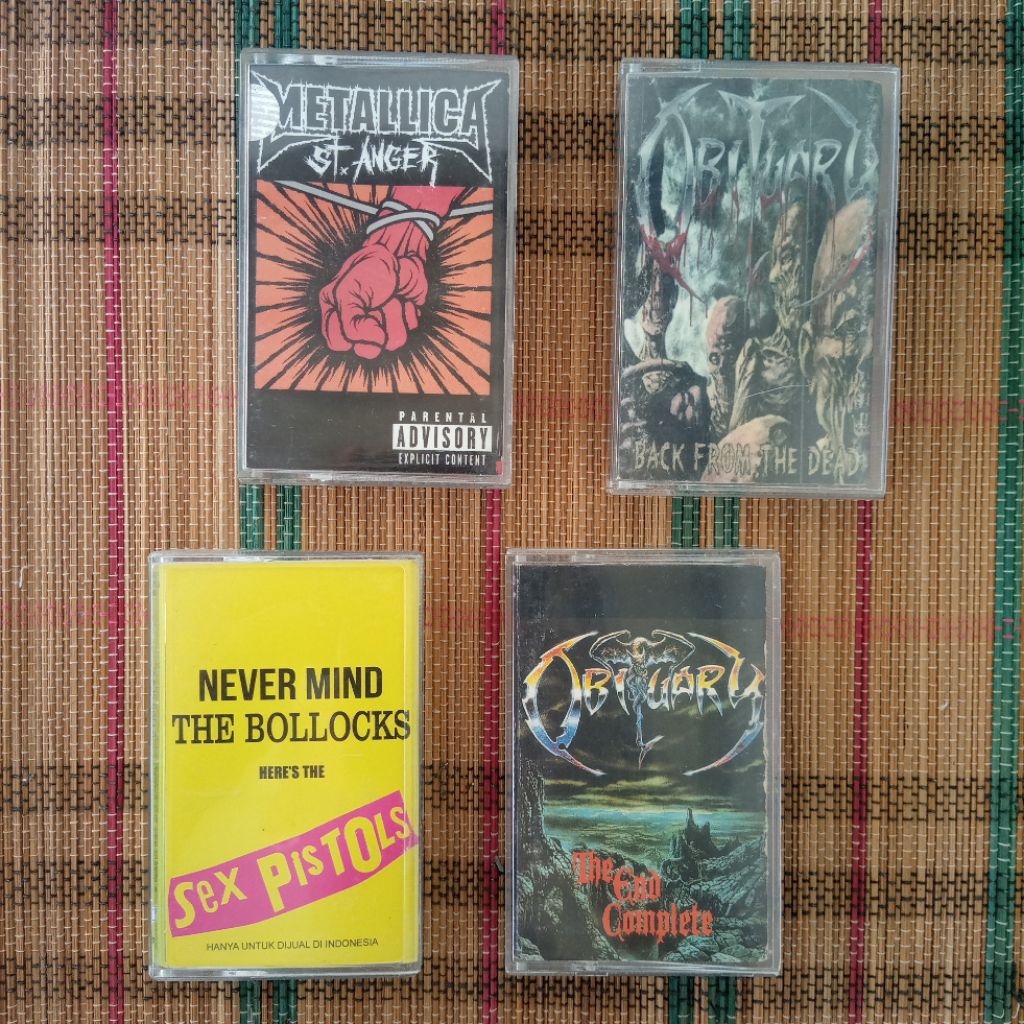 METALLICA
ST. ANGER
PARENTAL
ADVISORY
EXPLICIT CONTENT
OBITUARY
BACK FROM THE DEAD
NEVER MIND
THE BOLLOCKS
HERE'S THE
SEX PISTOLS
HANYA UNTUK DIJUAL DI INDONESIA
OBITUARY
The End
Complete